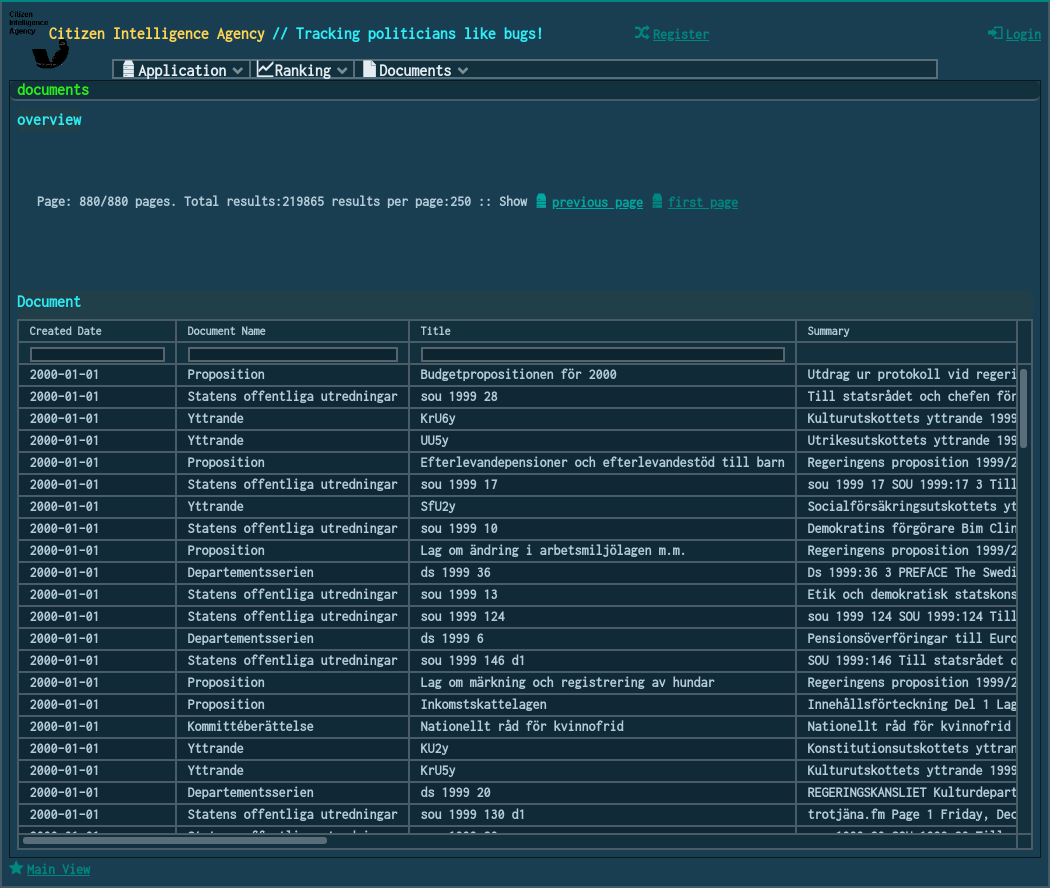 Citizen
Intelligence
Agency
Citizen Intelligence Agency // Tracking politicians like bugs!
Register
Login
Application Ranking Documents
documents
overview
Page: 880/880 pages. Total results:219865 results per page:250 :: Show previous page first page
Document
Created Date Document Name Title Summary
2000-01-01 Proposition Budgetpropositionen för 2000 Utdrag ur protokoll vid regeri
2000-01-01 Statens offentliga utredningar sou 1999 28 Till statsrådet och chefen för
2000-01-01 Yttrande KrU6y Kulturutskottets yttrande 1999
2000-01-01 Yttrande UU5y Utrikesutskottets yttrande 199
2000-01-01 Proposition Efterlevandepensioner och efterlevandestöd till barn Regeringens proposition 1999/2
2000-01-01 Statens offentliga utredningar sou 1999 17 sou 1999 17 SOU 1999:17 3 Till
2000-01-01 Yttrande SfU2y Socialförsäkringsutskottets yt
2000-01-01 Statens offentliga utredningar sou 1999 10 Demokratins förgörare Bim Clin
2000-01-01 Proposition Lag om ändring i arbetsmiljölagen m.m. Regeringens proposition 1999/2
2000-01-01 Departementsserien ds 1999 36 Ds 1999:36 3 PREFACE The Swedi
2000-01-01 Statens offentliga utredningar sou 1999 13 Etik och demokratisk statskons
2000-01-01 Statens offentliga utredningar sou 1999 124 sou 1999 124 SOU 1999:124 Till
2000-01-01 Departementsserien ds 1999 6 Pensionsöverföringar till Euro
2000-01-01 Statens offentliga utredningar sou 1999 146 d1 SOU 1999:146 Till statsrådet o
2000-01-01 Proposition Lag om märkning och registrering av hundar Regeringens proposition 1999/2
2000-01-01 Proposition Inkomstskattelagen Innehållsförteckning Del 1 Lag
2000-01-01 Kommittéberättelse Nationellt råd för kvinnofrid Nationellt råd för kvinnofrid
2000-01-01 Yttrande KU2y Konstitutionsutskottets yttran
2000-01-01 Yttrande KrU5y Kulturutskottets yttrande 1999
2000-01-01 Departementsserien ds 1999 20 REGERINGSKANSLIET Kulturdepart
2000-01-01 Statens offentliga utredningar sou 1999 130 d1 trotjäna.fm Page 1 Friday, Dec
Main View